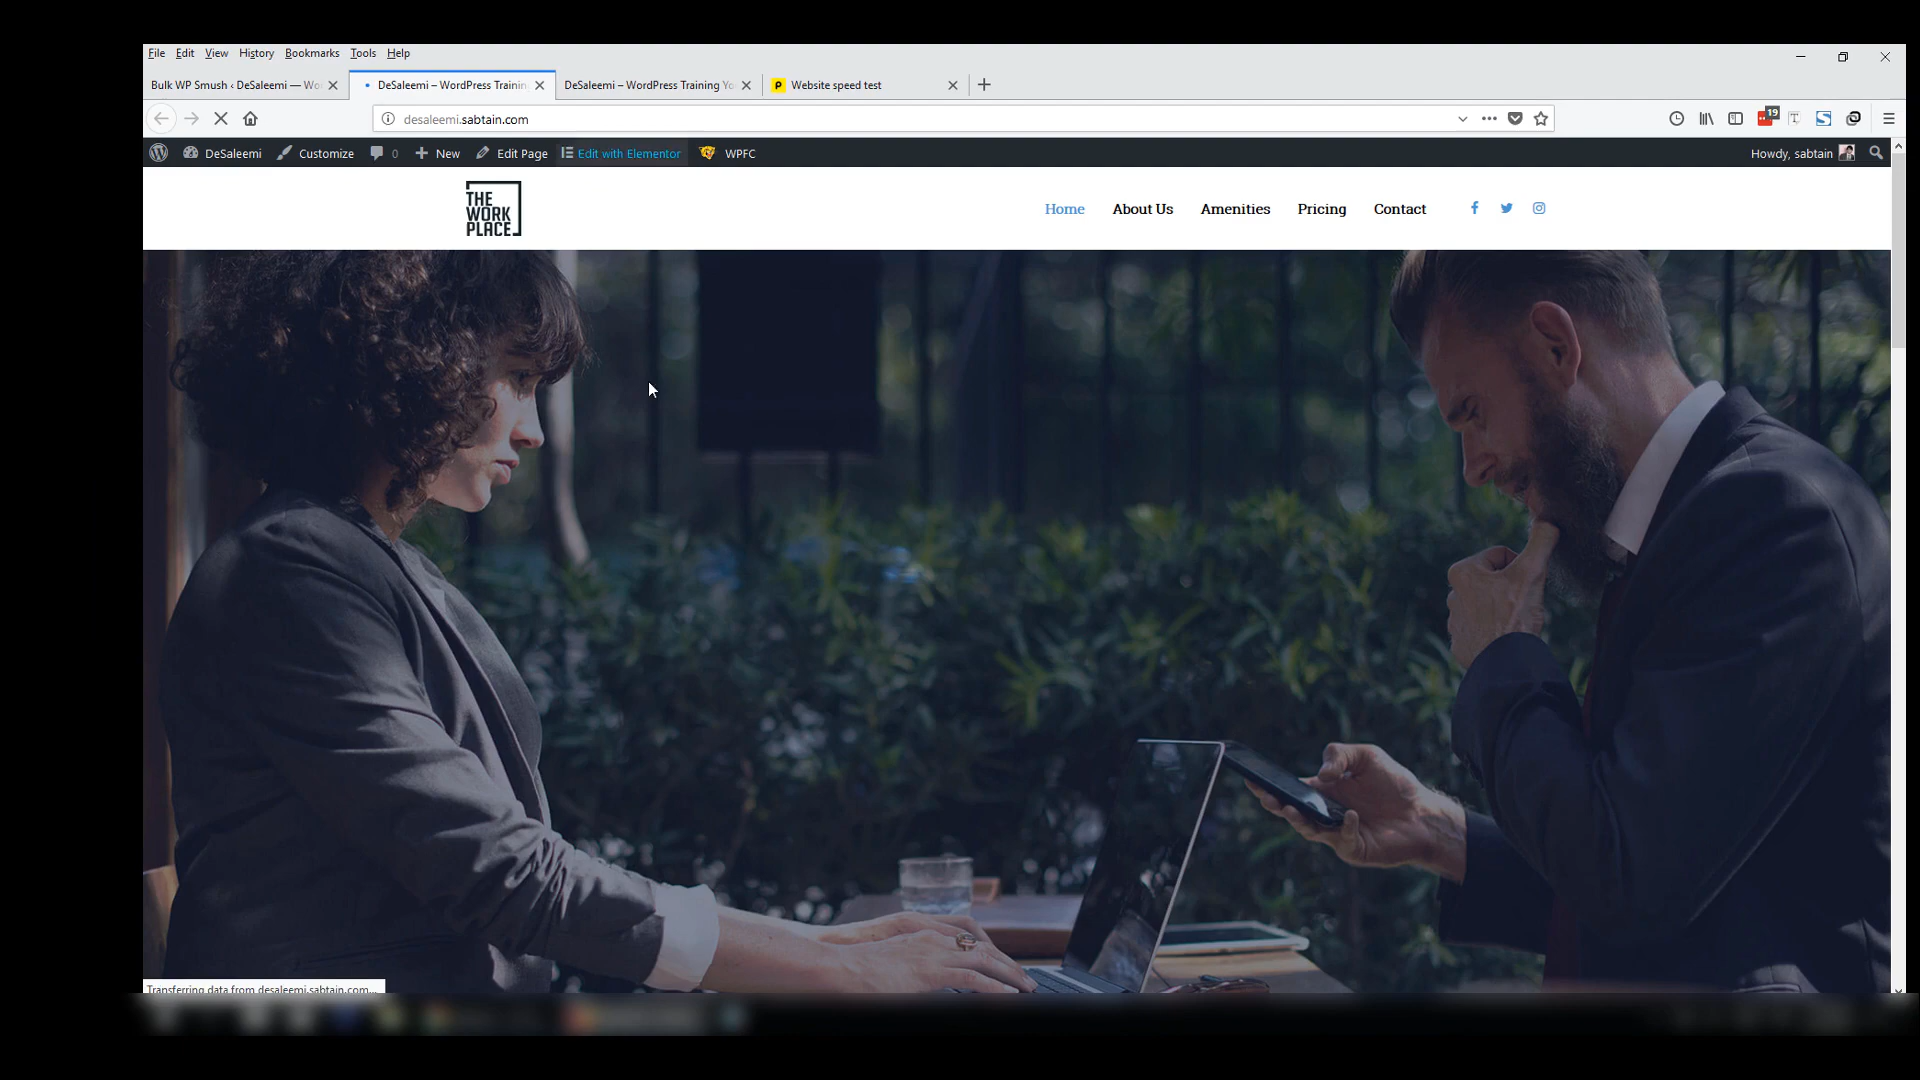 File Edit View History Bookmarks Tools Help
Bulk WP Smush ‹ DeSaleemi — Wo
DeSaleemi – WordPress Trainin
DeSaleemi – WordPress Training Yo
P Website speed test
desaleemi.sabtain.com
19
DeSaleemi Customize 0 New Edit Page Edit with Elementor WPFC Howdy, sabtain
THE
WORK
PLACE
Home About Us Amenities Pricing Contact
Transferring data from desaleemi.sabtain.com...